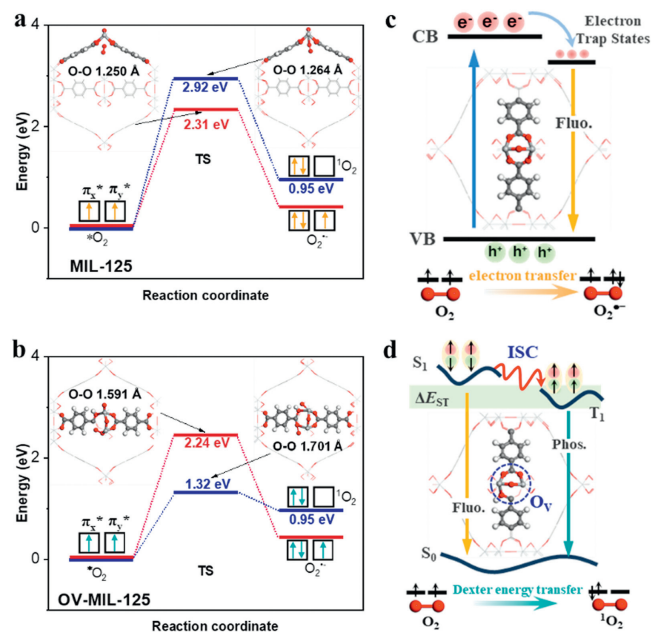 a
4
2
0
Energy (eV)
O-O 1.250 Å
O-O 1.264 Å
2.92 eV
2.31 eV
TS
πx* πy*
*O2
1O2
0.95 eV
O2•−
MIL-125
Reaction coordinate
b
4
2
0
Energy (eV)
O-O 1.591 Å
O-O 1.701 Å
2.24 eV
1.32 eV
TS
πx* πy*
*O2
1O2
0.95 eV
O2•−
OV-MIL-125
Reaction coordinate
c
CB
e- e- e-
Electron
Trap States
Fluo.
VB
h+ h+ h+
electron transfer
O2
O2•−
d
S1
ISC
ΔEST
T1
Phos.
Fluo.
OV
S0
Dexter energy transfer
O2
1O2